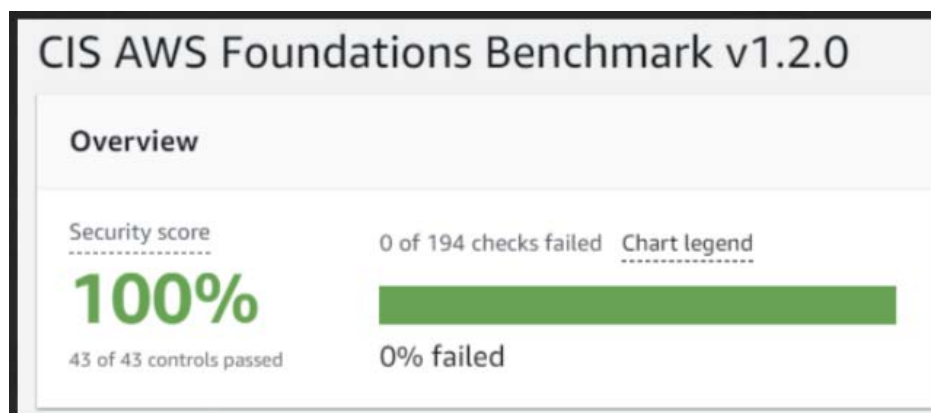 CIS AWS Foundations Benchmark v1.2.0
Overview
Security score
0 of 194 checks failed Chart legend
100%
43 of 43 controls passed
0% failed